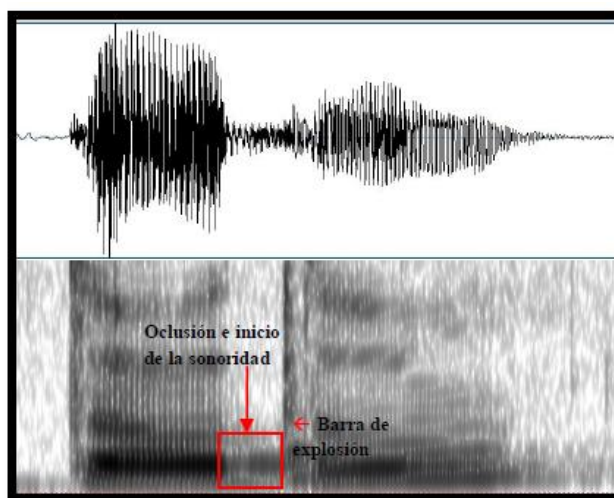 Oclusión e inicio
de la sonoridad
← Barra de
explosión